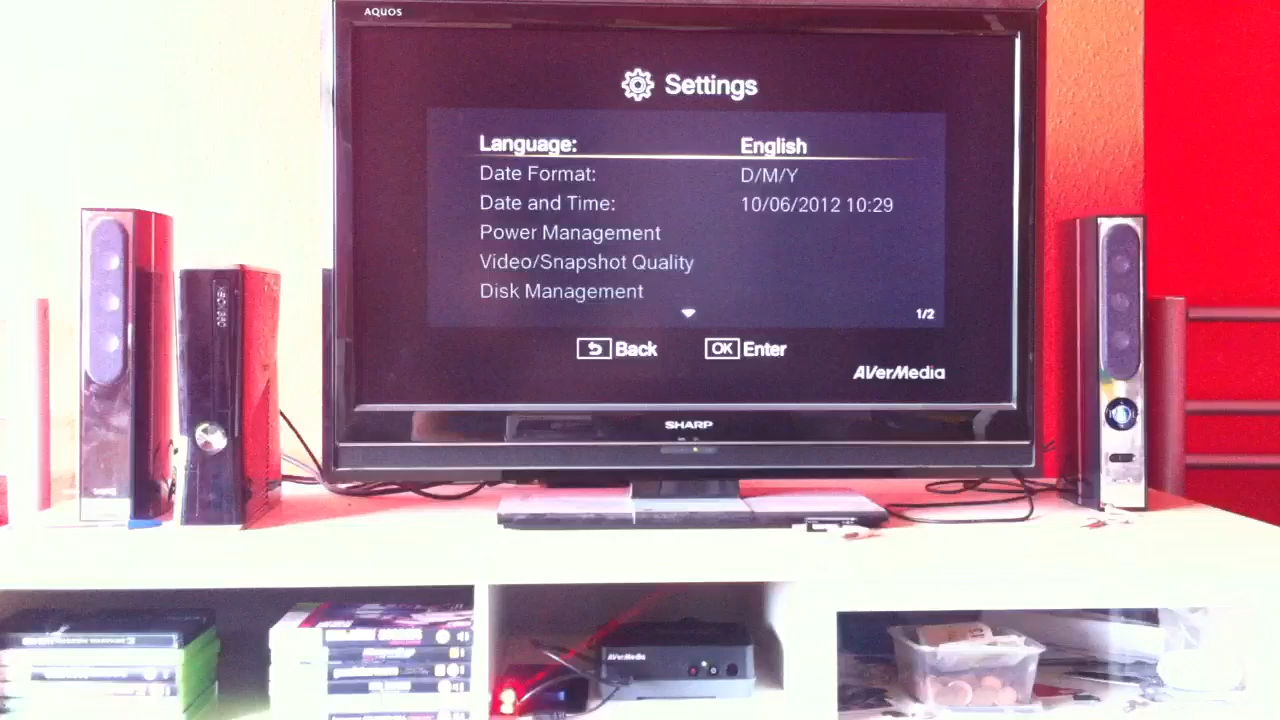 AQUOS
Settings
Language: English
Date Format: D/M/Y
Date and Time: 10/06/2012 10:29
Power Management
Video/Snapshot Quality
Disk Management
1/2
Back OK Enter
AVerMedia
SHARP
XBOX 360
AVerMedia